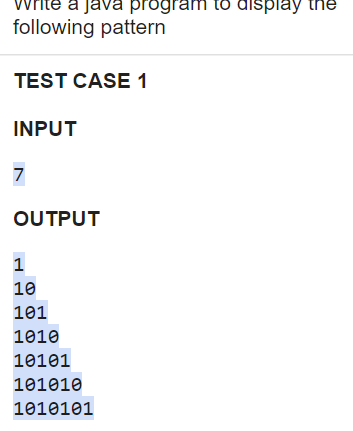 Write a java program to display the
following pattern
TEST CASE 1
INPUT
7
OUTPUT
1
10
101
1010
10101
101010
1010101